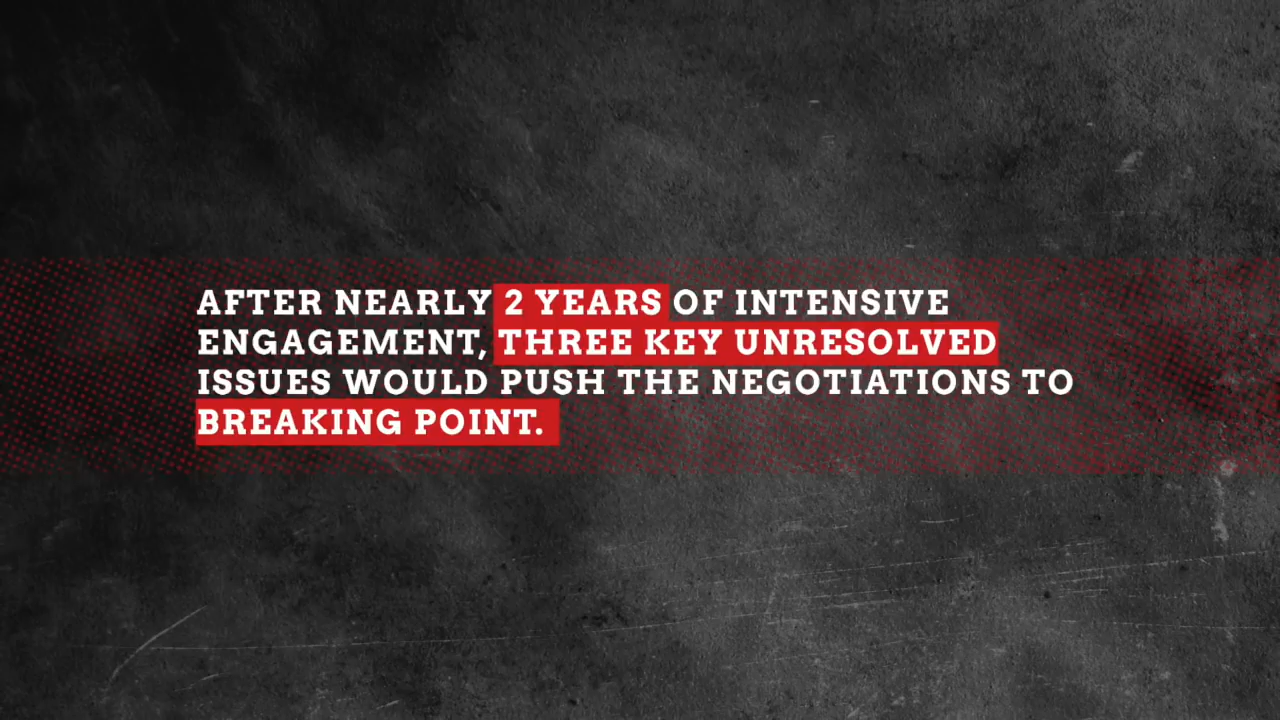 AFTER NEARLY 2 YEARS OF INTENSIVE
ENGAGEMENT, THREE KEY UNRESOLVED
ISSUES WOULD PUSH THE NEGOTIATIONS TO
BREAKING POINT.